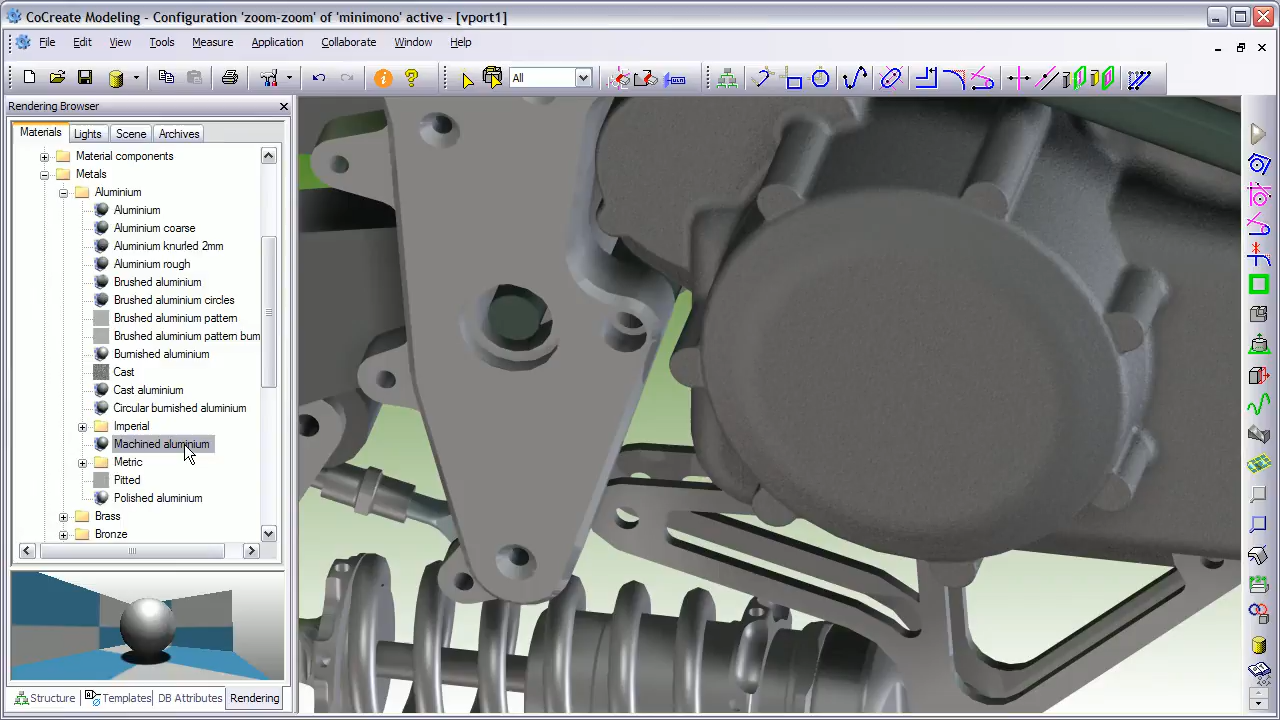 CoCreate Modeling - Configuration 'zoom-zoom' of 'minimono' active - [vport1]
File Edit View Tools Measure Application Collaborate Window Help
All
Rendering Browser
Materials Lights Scene Archives
Material components
Metals
Aluminium
Aluminium
Aluminium coarse
Aluminium knurled 2mm
Aluminium rough
Brushed aluminium
Brushed aluminium circles
Brushed aluminium pattern
Brushed aluminium pattern bum
Burnished aluminium
Cast
Cast aluminium
Circular burnished aluminium
Imperial
Machined aluminium
Metric
Pitted
Polished aluminium
Brass
Bronze
Structure Templates DB Attributes Rendering